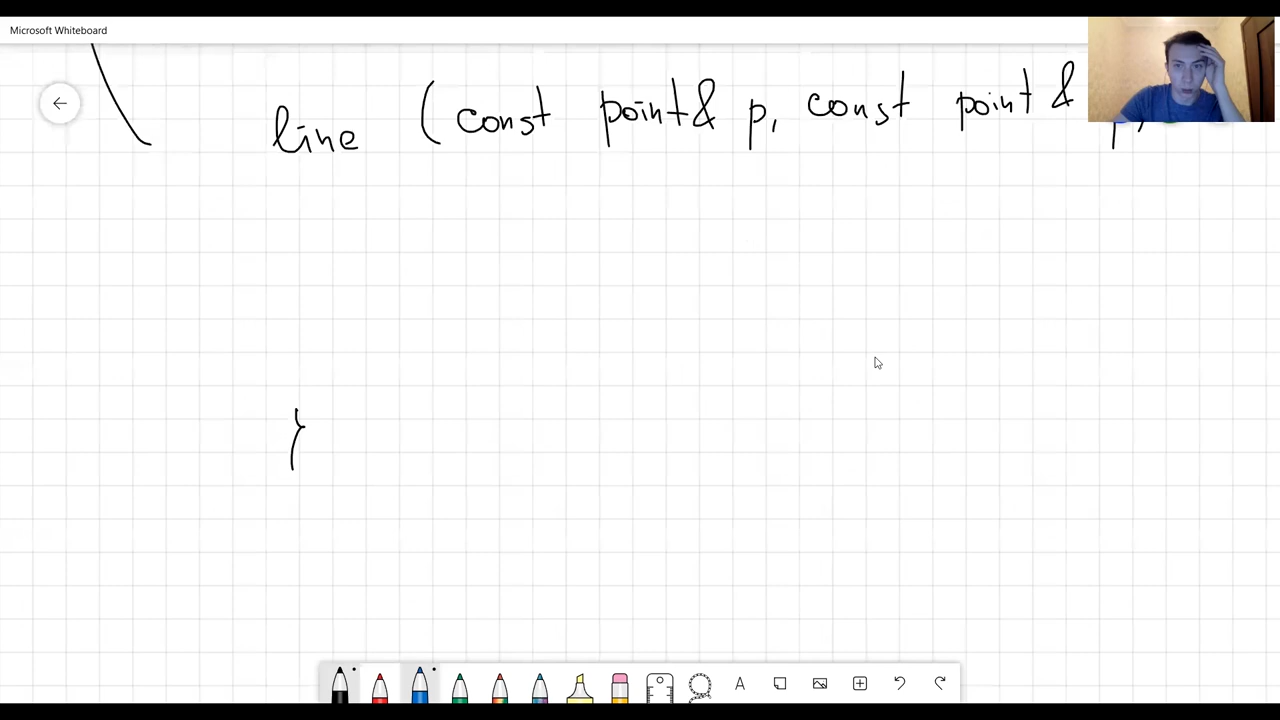 Microsoft Whiteboard
line (const point& p, const point & p,
}
A